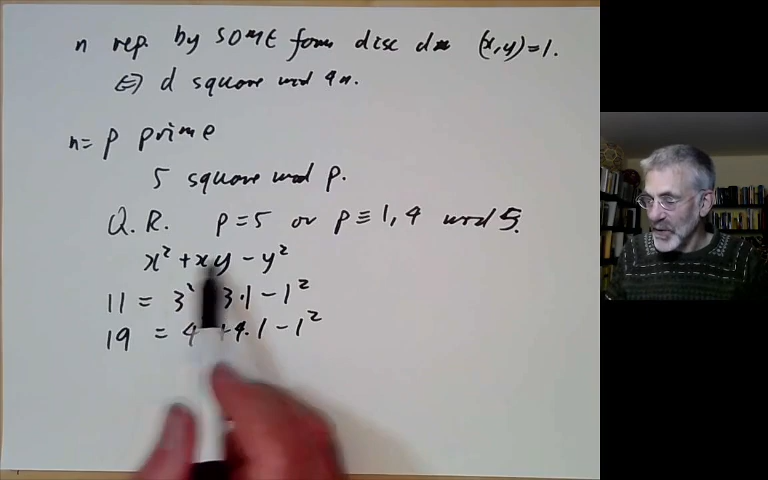 n rep. by SOME form disc d (x,y)=1.
⇔ d square mod 4n.
n= p prime
5 square mod p.
Q.R. p=5 or p≡1,4 mod 5.
x² + xy - y²
11 = 3 3·1 - 1²
19 = 4 +4·1 - 1²